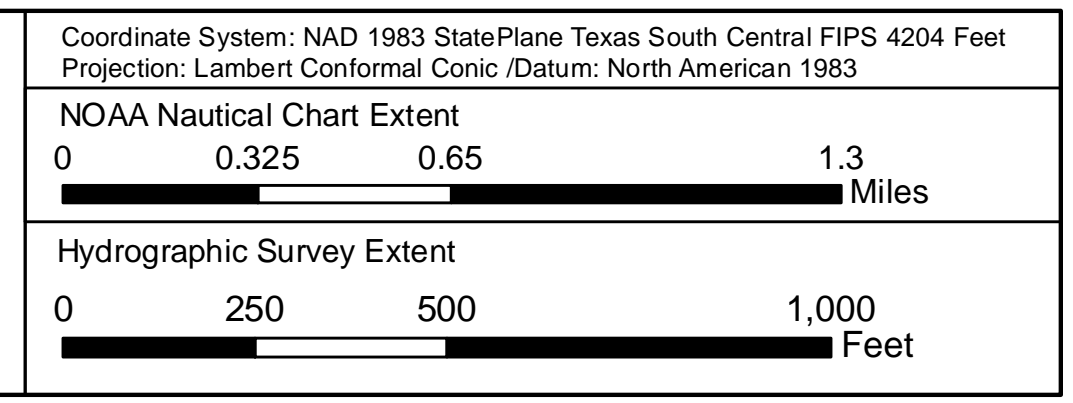 Coordinate System: NAD 1983 StatePlane Texas South Central FIPS 4204 Feet
Projection: Lambert Conformal Conic /Datum: North American 1983
NOAA Nautical Chart Extent
0 0.325 0.65 1.3
Miles
Hydrographic Survey Extent
0 250 500 1,000
Feet